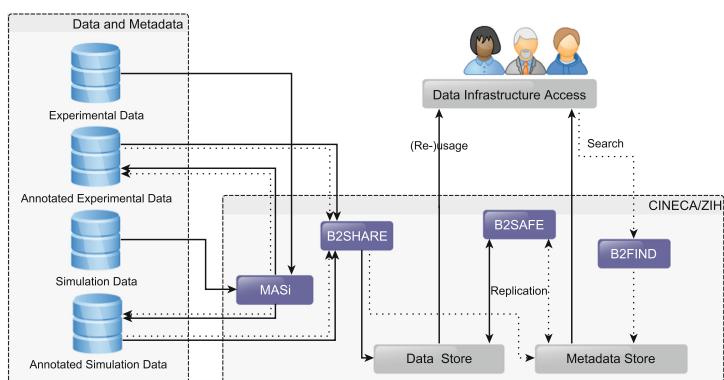 Data and Metadata
Experimental Data
Annotated Experimental Data
Simulation Data
Annotated Simulation Data
Data Infrastructure Access
(Re-)usage
Search
CINECA/ZIH
B2SHARE
B2SAFE
B2FIND
MASi
Replication
Data Store
Metadata Store